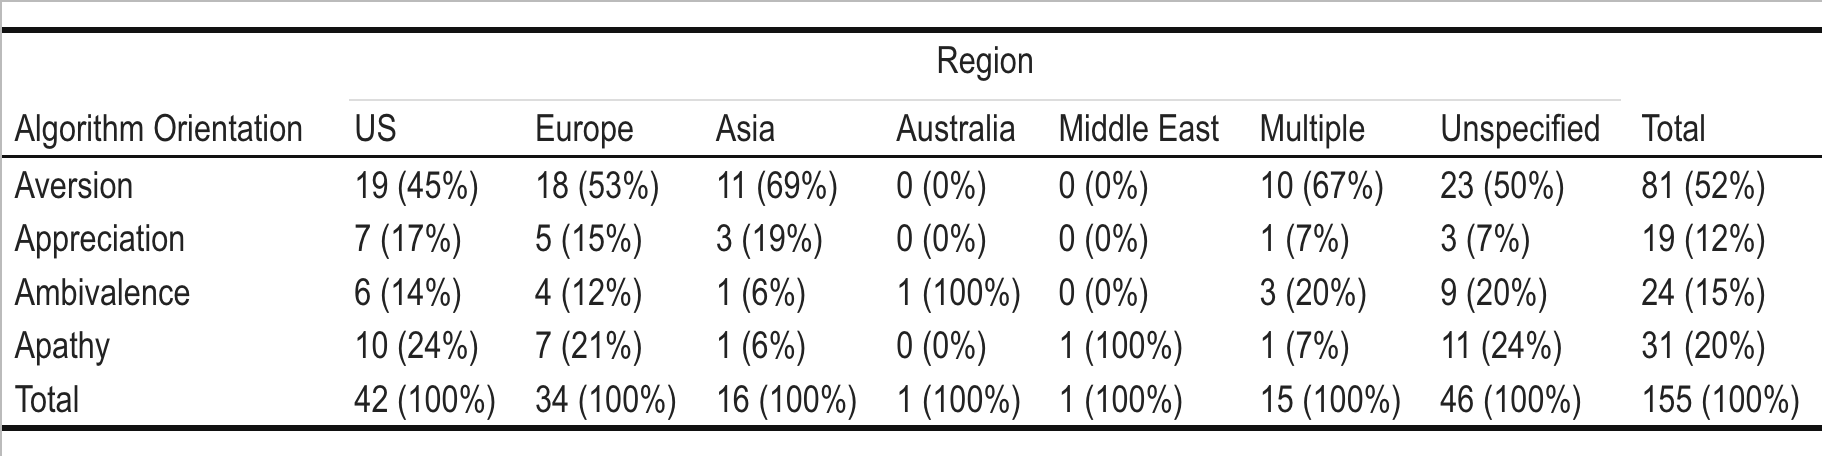 Region
Algorithm Orientation US Europe Asia Australia Middle East Multiple Unspecified Total
Aversion 19 (45%) 18 (53%) 11 (69%) 0 (0%) 0 (0%) 10 (67%) 23 (50%) 81 (52%)
Appreciation 7 (17%) 5 (15%) 3 (19%) 0 (0%) 0 (0%) 1 (7%) 3 (7%) 19 (12%)
Ambivalence 6 (14%) 4 (12%) 1 (6%) 1 (100%) 0 (0%) 3 (20%) 9 (20%) 24 (15%)
Apathy 10 (24%) 7 (21%) 1 (6%) 0 (0%) 1 (100%) 1 (7%) 11 (24%) 31 (20%)
Total 42 (100%) 34 (100%) 16 (100%) 1 (100%) 1 (100%) 15 (100%) 46 (100%) 155 (100%)